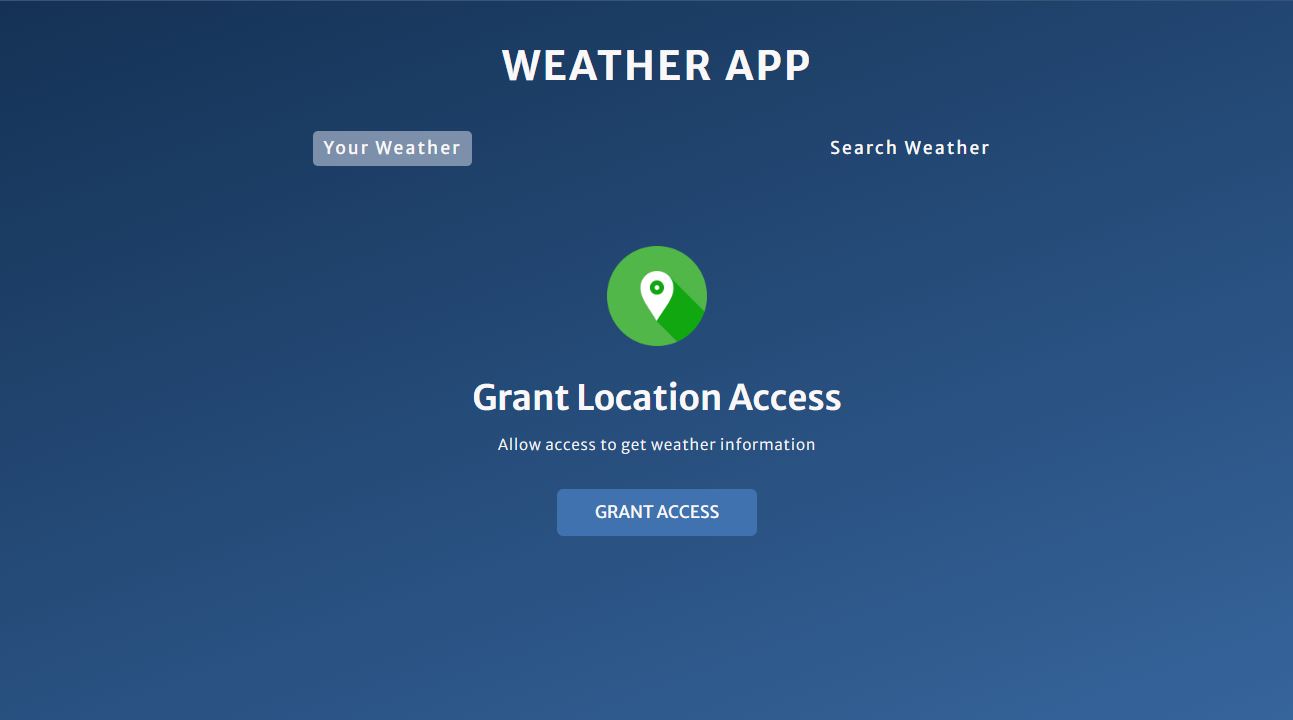 WEATHER APP
Your Weather
Search Weather
Grant Location Access
Allow access to get weather information
GRANT ACCESS